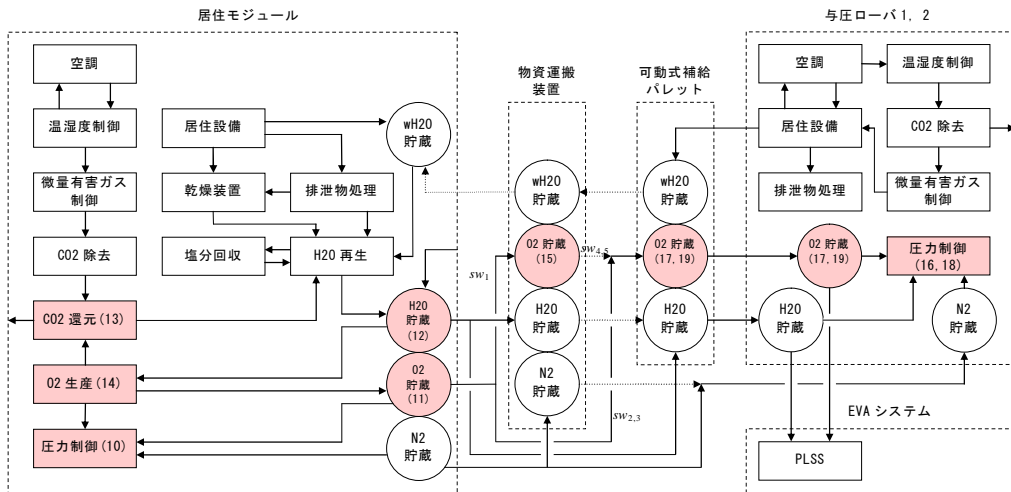 居住モジュール
空調
温湿度制御
微量有害ガス
制御
CO2 除去
CO2 還元(13)
O2 生産(14)
圧力制御(10)
居住設備
乾燥装置
排泄物処理
塩分回収
H2O 再生
wH2O
貯蔵
H2O
貯蔵
(12)
O2
貯蔵
(11)
N2
貯蔵
sw1
物資運搬
装置
wH2O
貯蔵
O2 貯蔵
(15)
H2O
貯蔵
N2
貯蔵
sw4,5
sw2,3
可動式補給
パレット
wH2O
貯蔵
O2 貯蔵
(17,19)
H2O
貯蔵
与圧ローバ 1, 2
空調
温湿度制御
居住設備
CO2 除去
排泄物処理
微量有害ガス
制御
O2 貯蔵
(17,19)
圧力制御
(16,18)
H2O
貯蔵
N2
貯蔵
EVA システム
PLSS